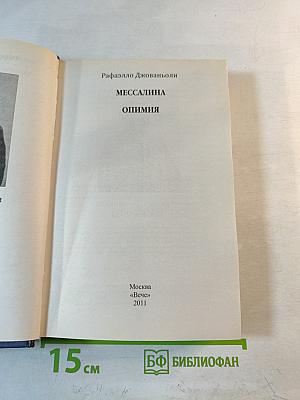 Рафаэлло Джованьоли
МЕССАЛИНА
ОПИМИЯ
Москва
«Вече»
2011
15 см
БФ БИБЛИОФАН